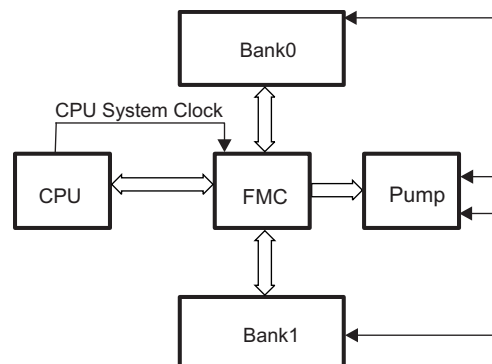 Bank0
CPU System Clock
CPU
FMC
Pump
Bank1